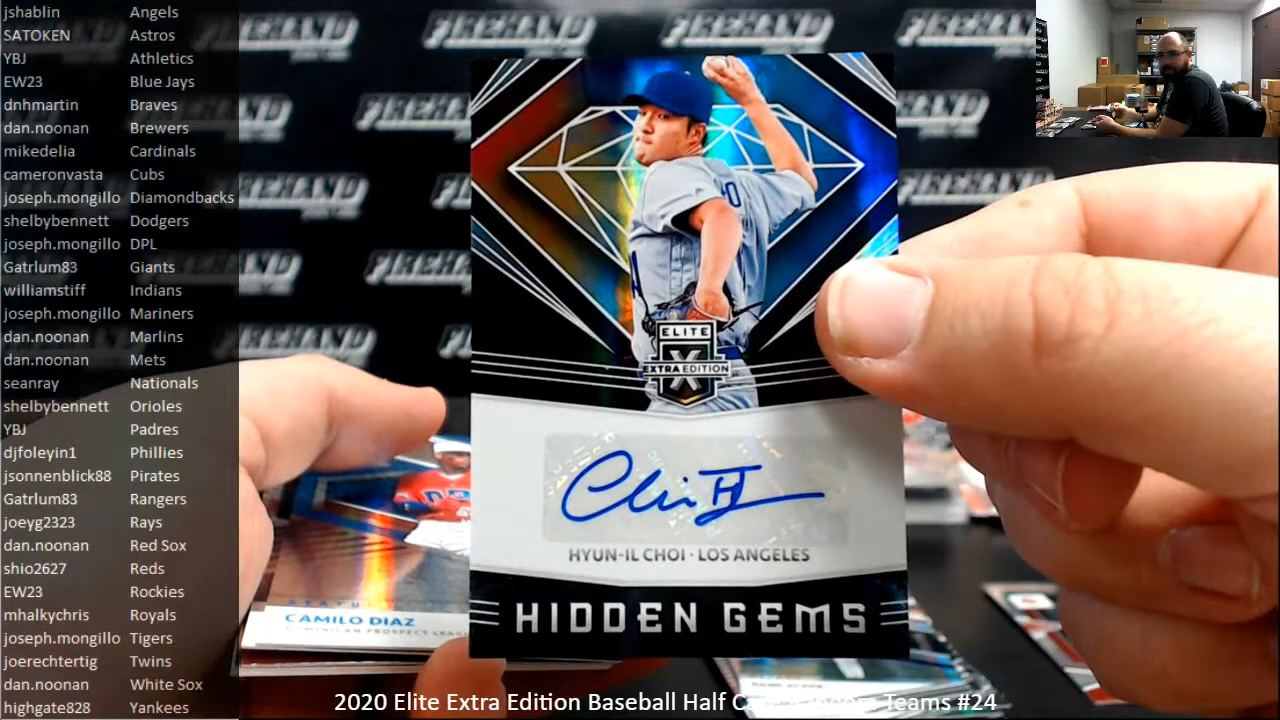 jshablin Angels
SATOKEN Astros
YBJ Athletics
EW23 Blue Jays
dnhmartin Braves
dan.noonan Brewers
mikedelia Cardinals
cameronvasta Cubs
joseph.mongillo Diamondbacks
shelbybennett Dodgers
joseph.mongillo DPL
Gatrlum83 Giants
williamstiff Indians
joseph.mongillo Mariners
dan.noonan Marlins
dan.noonan Mets
seanray Nationals
shelbybennett Orioles
YBJ Padres
djfoleyin1 Phillies
jsonnenblick88 Pirates
Gatrlum83 Rangers
joeyg2323 Rays
dan.noonan Red Sox
shio2627 Reds
EW23 Rockies
mhalkychris Royals
joseph.mongillo Tigers
joerechtertig Twins
dan.noonan White Sox
highgate828 Yankees
FIREHAND
ELITE
X
EXTRA EDITION
HYUN-IL CHOI · LOS ANGELES
HIDDEN GEMS
CAMILO DIAZ
DOMINICAN PROSPECT LEAGUE
2020 Elite Extra Edition Baseball Half Teams #24